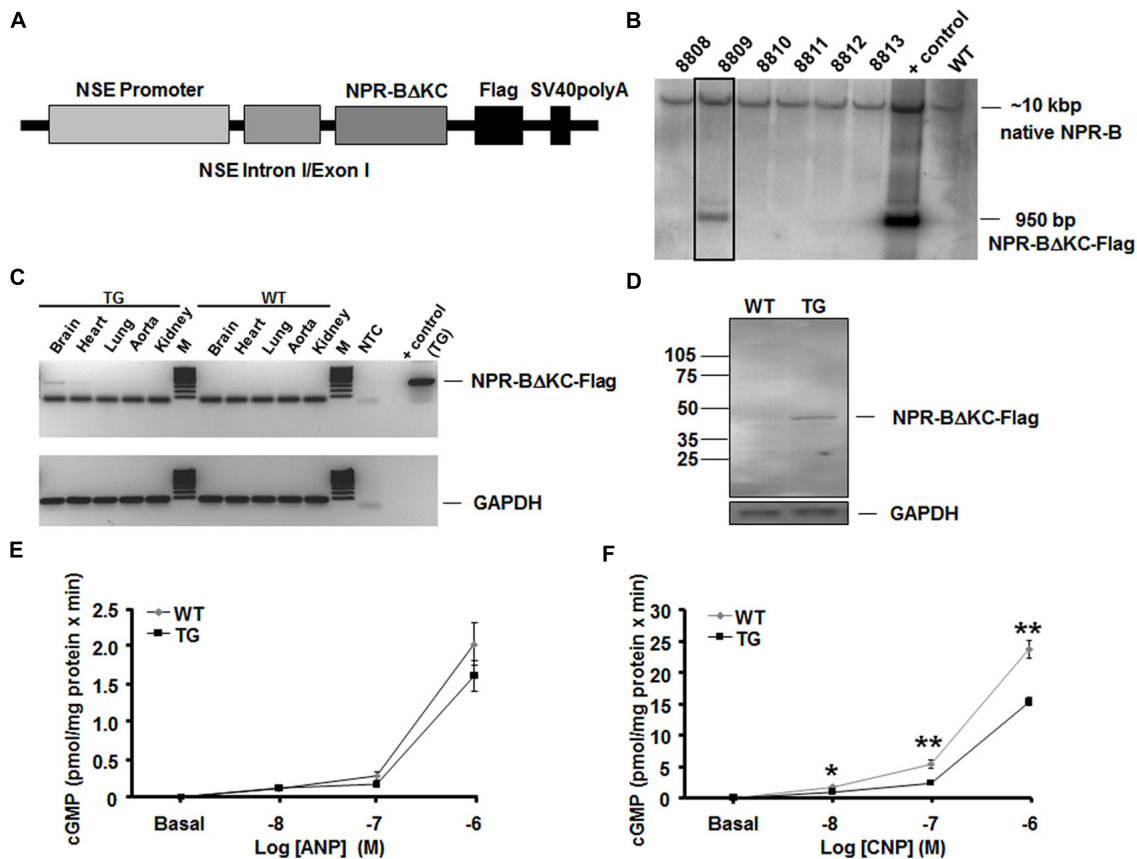 A
NSE Promoter
NPR-BΔKC
Flag
SV40polyA
NSE Intron I/Exon I
B
8808
8809
8810
8811
8812
8813
+ control
WT
~10 kbp
native NPR-B
950 bp
NPR-BΔKC-Flag
C
TG
WT
Brain
Heart
Lung
Aorta
Kidney
M
Brain
Heart
Lung
Aorta
Kidney
M
NTC
+ control
(TG)
NPR-BΔKC-Flag
GAPDH
D
WT
TG
105
75
50
35
25
NPR-BΔKC-Flag
GAPDH
E
cGMP (pmol/mg protein x min)
2.5
2.0
1.5
1.0
0.5
0
WT
TG
Basal
-8
-7
-6
Log [ANP] (M)
F
cGMP (pmol/mg protein x min)
30
25
20
15
10
5
0
WT
TG
*
**
**
Basal
-8
-7
-6
Log [CNP] (M)